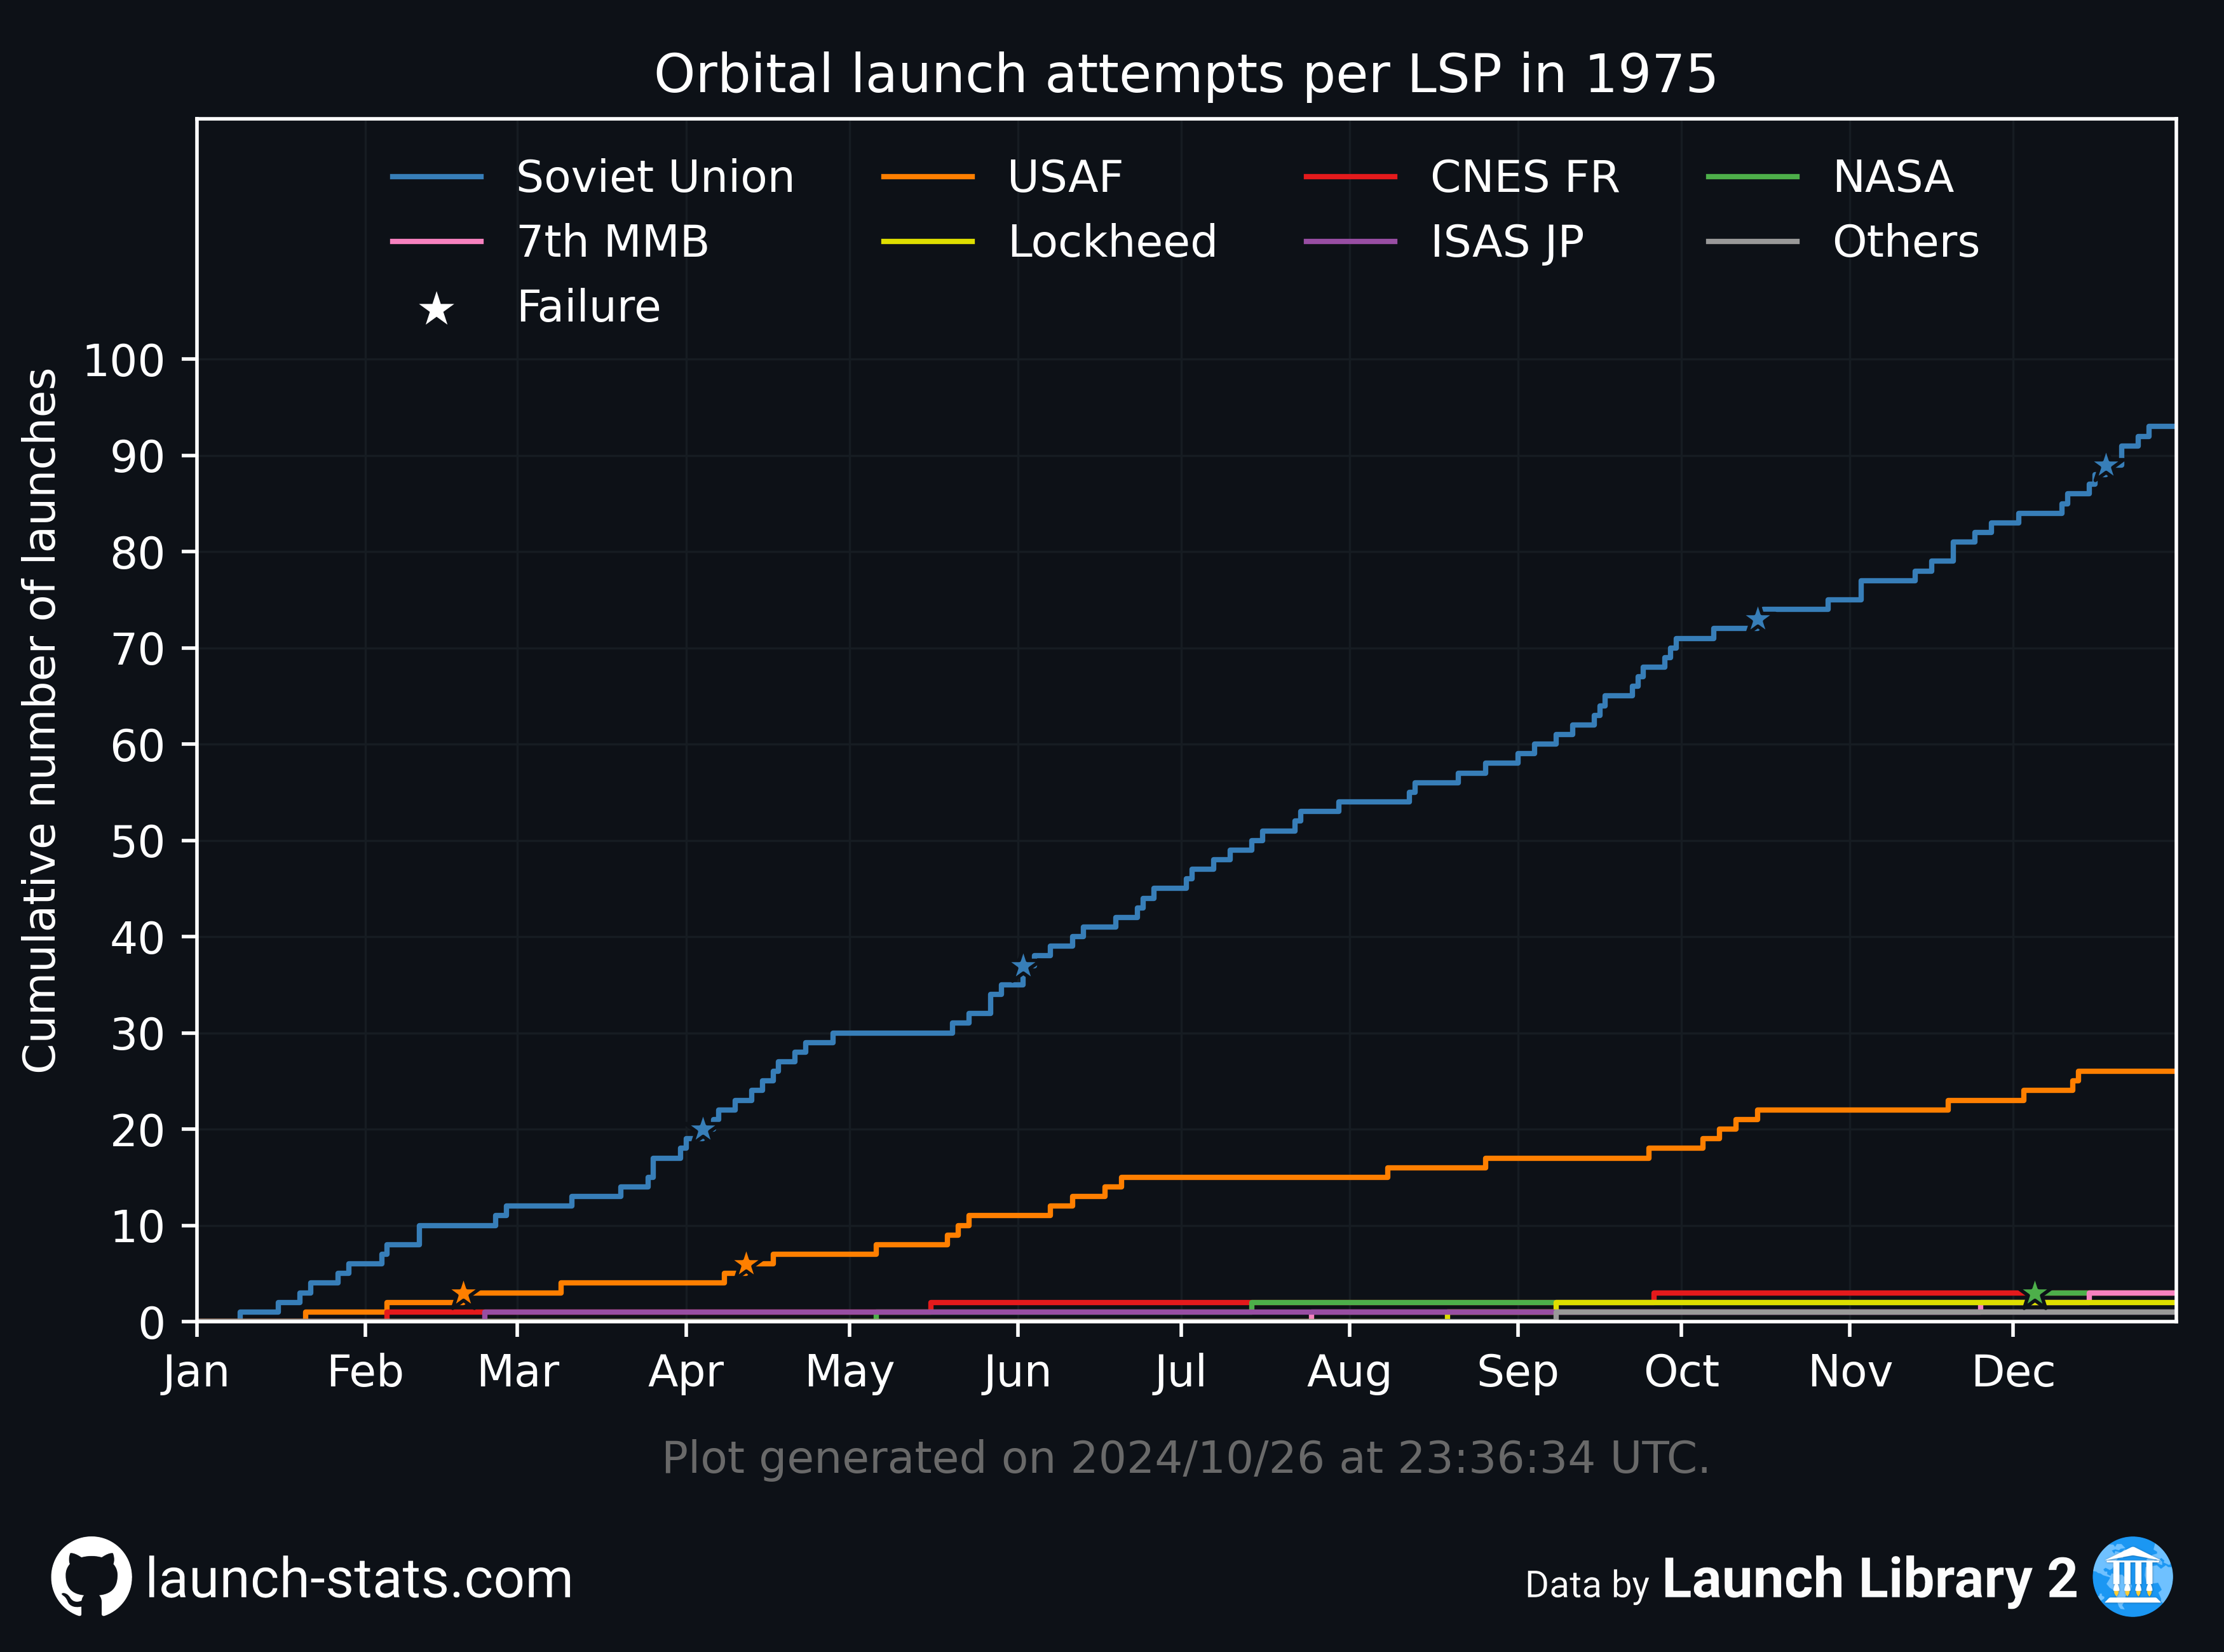 Orbital launch attempts per LSP in 1975
Soviet Union
USAF
CNES FR
NASA
7th MMB
Lockheed
ISAS JP
Others
Failure
Cumulative number of launches
100
90
80
70
60
50
40
30
20
10
0
Jan
Feb
Mar
Apr
May
Jun
Jul
Aug
Sep
Oct
Nov
Dec
Plot generated on 2024/10/26 at 23:36:34 UTC.
launch-stats.com
Data by Launch Library 2